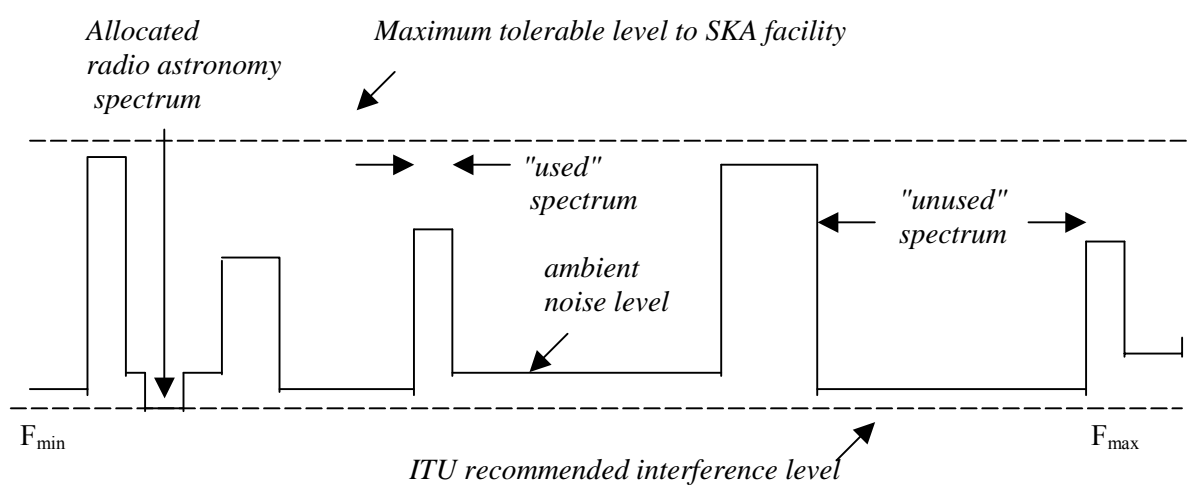 Allocated
radio astronomy
spectrum
Maximum tolerable level to SKA facility
"used"
spectrum
"unused"
spectrum
ambient
noise level
Fmin
Fmax
ITU recommended interference level